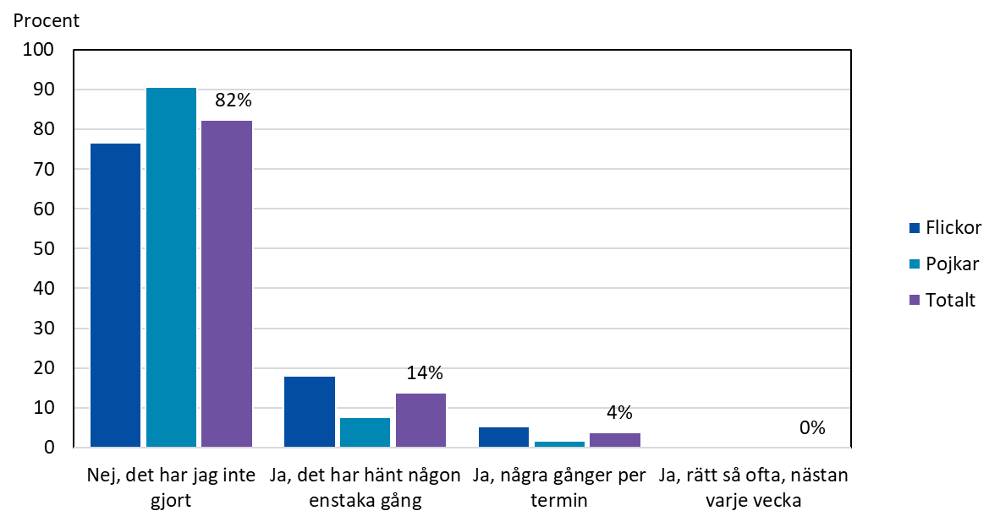 Procent
100
90
80
70
60
50
40
30
20
10
0
82%
14%
4%
0%
Nej, det har jag inte
gjort
Ja, det har hänt någon
enstaka gång
Ja, några gånger per
termin
Ja, rätt så ofta, nästan
varje vecka
Flickor
Pojkar
Totalt